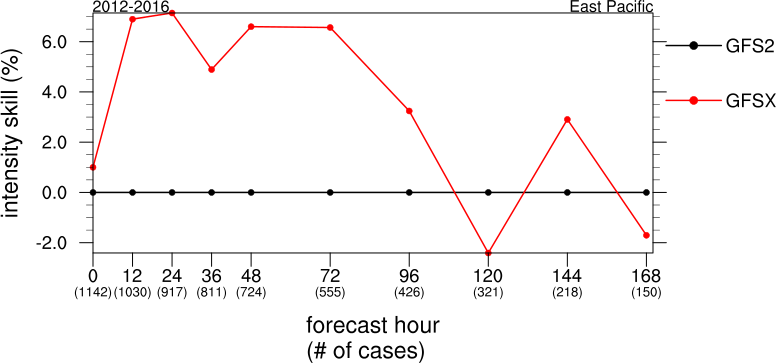 2012-2016 East Pacific
6.0
4.0
2.0
0.0
-2.0
intensity skill (%)
GFS2
GFSX
0 12 24 36 48 72 96 120 144 168
(1142) (1030) (917) (811) (724) (555) (426) (321) (218) (150)
forecast hour
(# of cases)